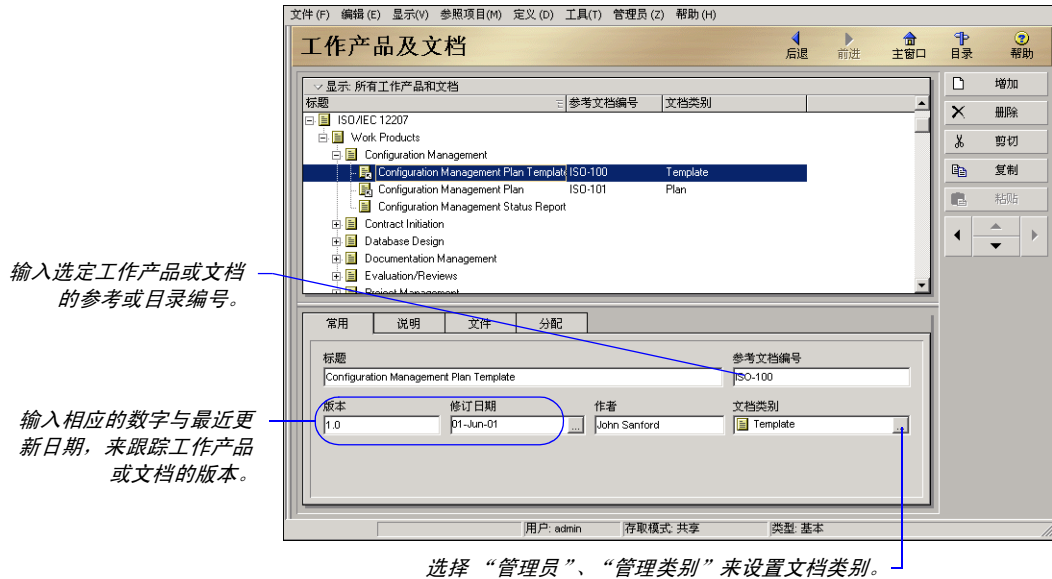 文件(F) 编辑(E) 显示(V) 参照项目(M) 定义(D) 工具(T) 管理员(Z) 帮助(H)
工作产品及文档
后退 前进 主窗口 目录 帮助
显示: 所有工作产品和文档
标题 参考文档编号 文档类别
ISO/IEC 12207
Work Products
Configuration Management
Configuration Management Plan Template ISO-100 Template
Configuration Management Plan ISO-101 Plan
Configuration Management Status Report
Contract Initiation
Database Design
Documentation Management
Evaluation/Reviews
Project Management
增加
删除
剪切
复制
粘贴
输入选定工作产品或文档
的参考或目录编号。
常用 说明 文件 分配
标题 参考文档编号
Configuration Management Plan Template ISO-100
版本 修订日期 作者 文档类别
1.0 01-Jun-01 ... John Sanford Template ...
输入相应的数字与最近更
新日期，来跟踪工作产品
或文档的版本。
用户: admin 存取模式: 共享 类型: 基本
选择 “管理员”、“管理类别”来设置文档类别。